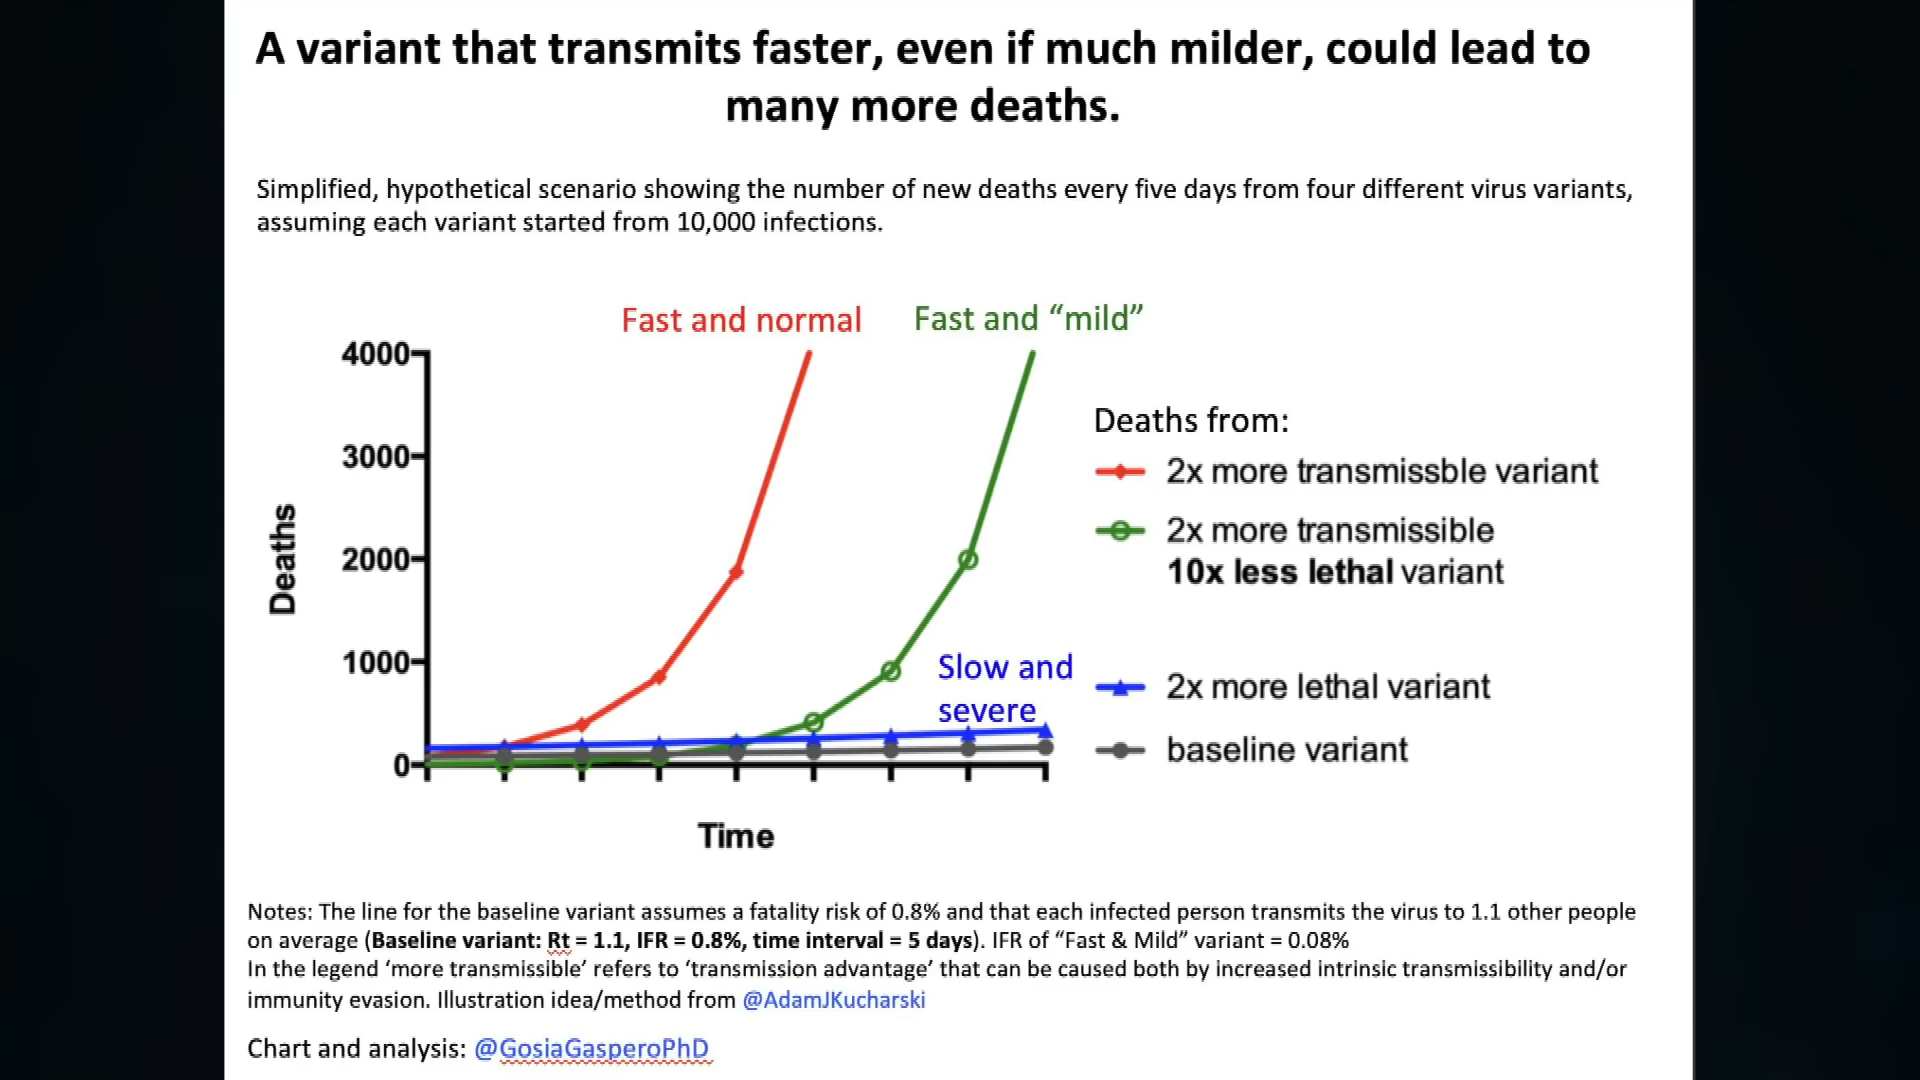 A variant that transmits faster, even if much milder, could lead to
many more deaths.
Simplified, hypothetical scenario showing the number of new deaths every five days from four different virus variants,
assuming each variant started from 10,000 infections.
Fast and normal
Fast and “mild”
4000
3000
2000
1000
0
Deaths
Time
Slow and
severe
Deaths from:
2x more transmissble variant
2x more transmissible
10x less lethal variant
2x more lethal variant
baseline variant
Notes: The line for the baseline variant assumes a fatality risk of 0.8% and that each infected person transmits the virus to 1.1 other people
on average (Baseline variant: Rt = 1.1, IFR = 0.8%, time interval = 5 days). IFR of “Fast & Mild” variant = 0.08%
In the legend ‘more transmissible’ refers to ‘transmission advantage’ that can be caused both by increased intrinsic transmissibility and/or
immunity evasion. Illustration idea/method from @AdamJKucharski
Chart and analysis: @GosiaGasperoPhD